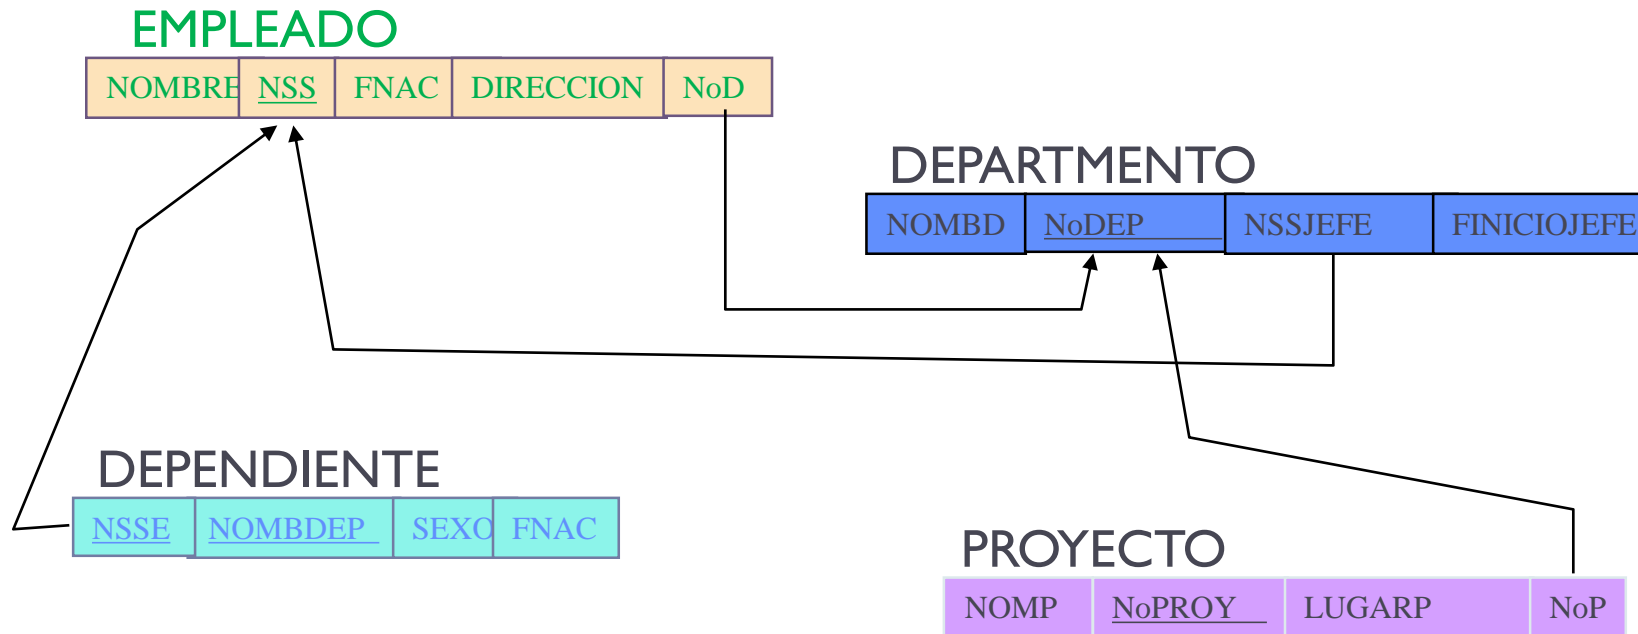 EMPLEADO
NOMBRE NSS FNAC DIRECCION NoD
DEPARTMENTO
NOMBD NoDEP NSSJEFE FINICIOJEFE
DEPENDIENTE
NSSE NOMBDEP SEXO FNAC
PROYECTO
NOMP NoPROY LUGARP NoP